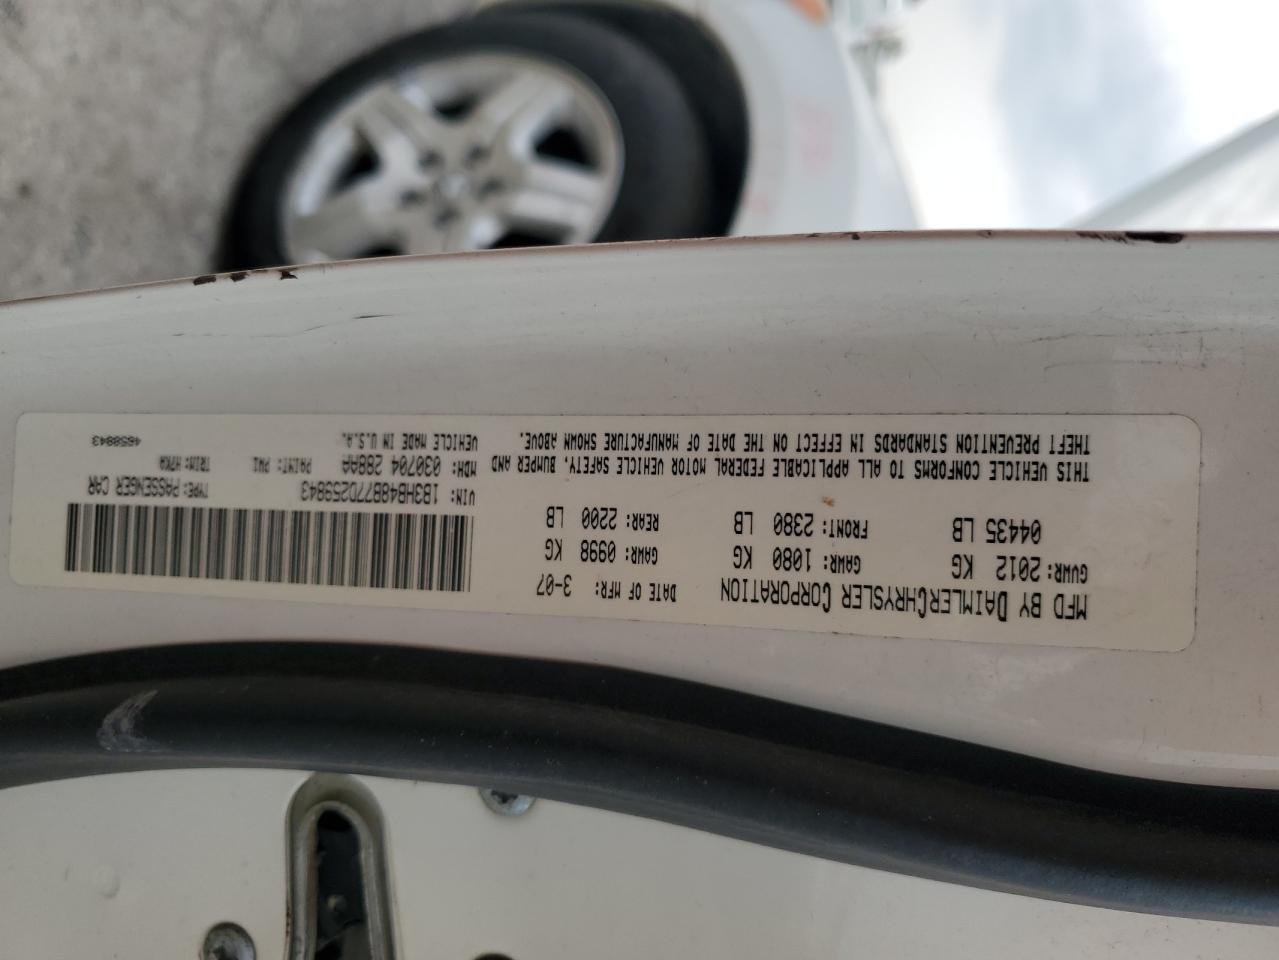 MFD BY DAIMLERCHRYSLER CORPORATION DATE OF MFR: 3-07
GVWR: 2012 KG GAWR: 1080 KG GAWR: 0998 KG
04435 LB FRONT: 2380 LB REAR: 2200 LB
THIS VEHICLE CONFORMS TO ALL APPLICABLE FEDERAL MOTOR VEHICLE SAFETY, BUMPER AND
THEFT PREVENTION STANDARDS IN EFFECT ON THE DATE OF MANUFACTURE SHOWN ABOVE.
VIN: 1B3HB48B77D259843 TYPE: PASSENGER CAR
MDH: 030704 288AA PAINT: PW1 TRIM: H7KA
VEHICLE MADE IN U.S.A. 4658843